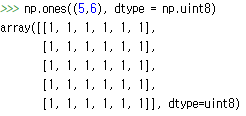 >>> np.ones((5,6), dtype = np.uint8)
array([[1, 1, 1, 1, 1, 1],
       [1, 1, 1, 1, 1, 1],
       [1, 1, 1, 1, 1, 1],
       [1, 1, 1, 1, 1, 1],
       [1, 1, 1, 1, 1, 1]], dtype=uint8)